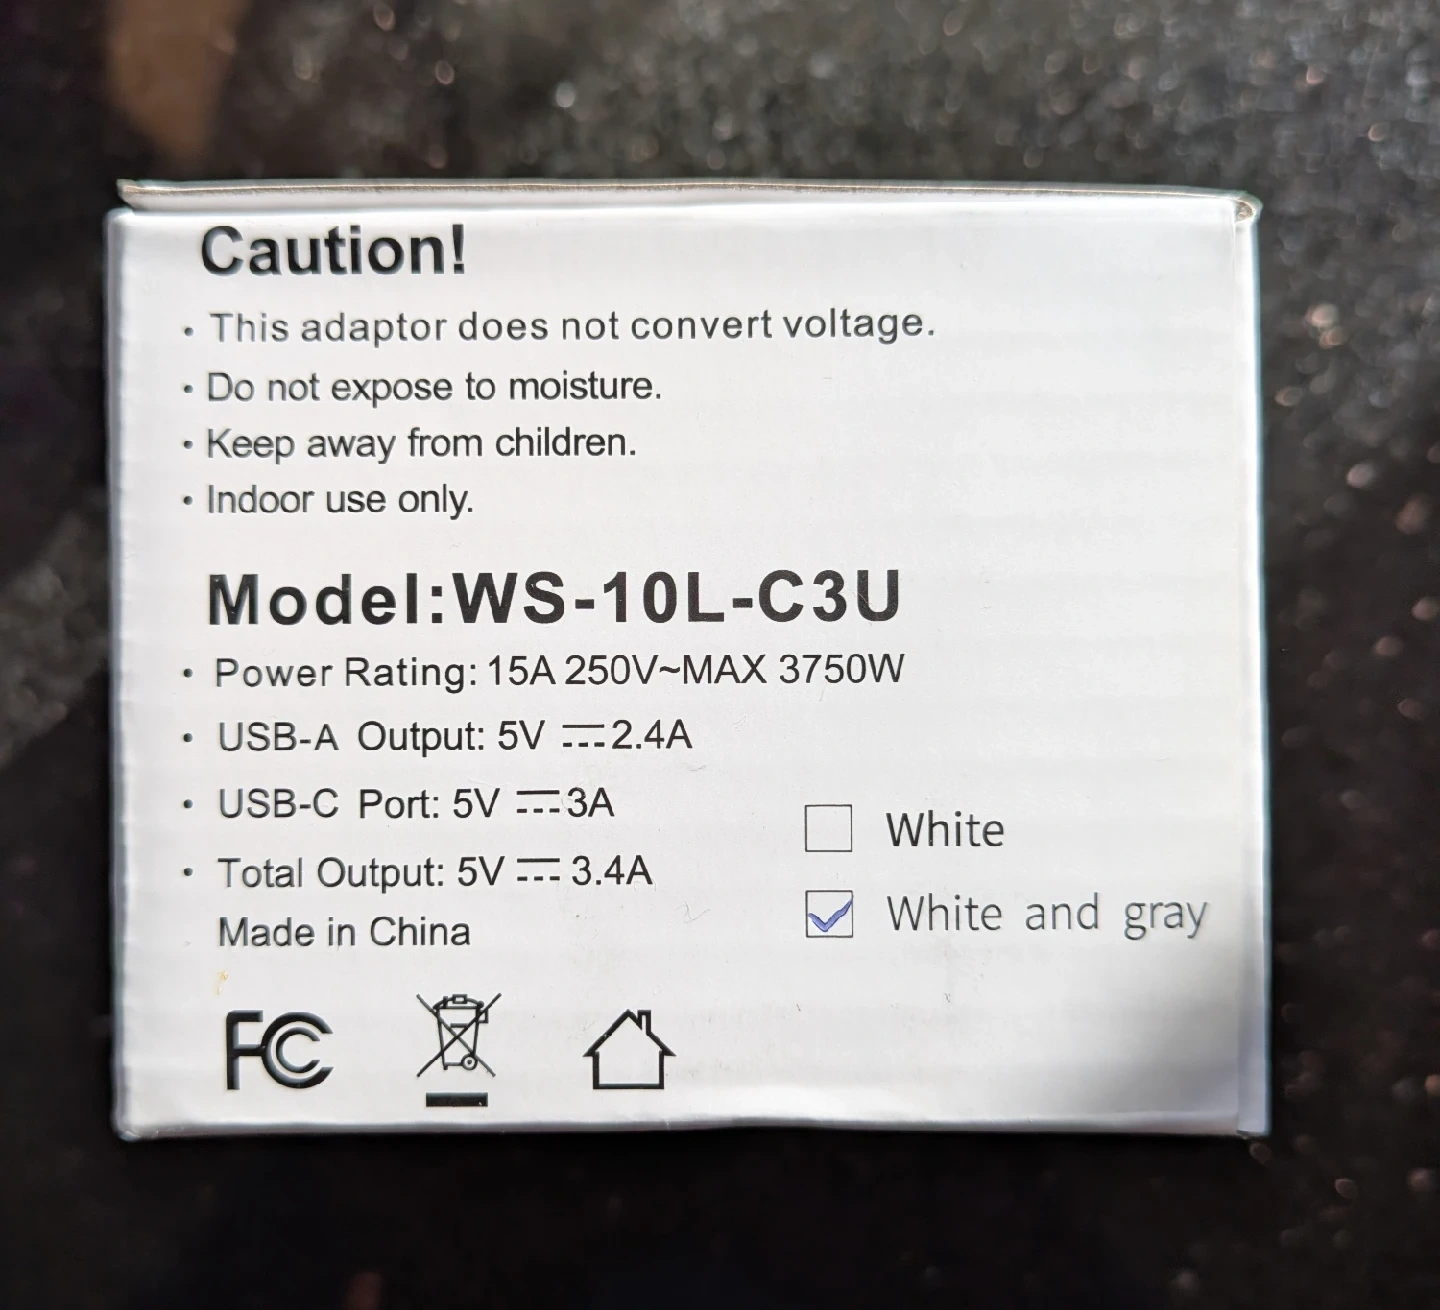 Caution!
• This adaptor does not convert voltage.
• Do not expose to moisture.
• Keep away from children.
• Indoor use only.
Model:WS-10L-C3U
• Power Rating: 15A 250V~MAX 3750W
• USB-A Output: 5V ⎓2.4A
• USB-C Port: 5V ⎓3A
• Total Output: 5V ⎓ 3.4A
Made in China
White
White and gray
FC